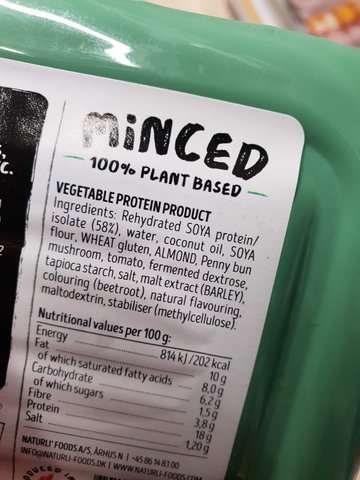 MiNCED
100% PLANT BASED
VEGETABLE PROTEIN PRODUCT
Ingredients: Rehydrated SOYA protein/
isolate (58%), water, coconut oil, SOYA
flour, WHEAT gluten, ALMOND, Penny bun
mushroom, tomato, fermented dextrose,
tapioca starch, salt, malt extract (BARLEY),
colouring (beetroot), natural flavouring,
maltodextrin, stabiliser (methylcellulose).
Nutritional values per 100 g:
Energy 814 kJ/202 kcal
Fat 10 g
of which saturated fatty acids 8,0 g
Carbohydrate 6,2 g
of which sugars 1,5 g
Fibre 3,8 g
Protein 18 g
Salt 1,20 g
NATURLI' FOODS A/S, ÅRHUS N | +45 86 14 83 00
INFO@NATURLI-FOODS.DK | WWW.NATURLI-FOODS.COM